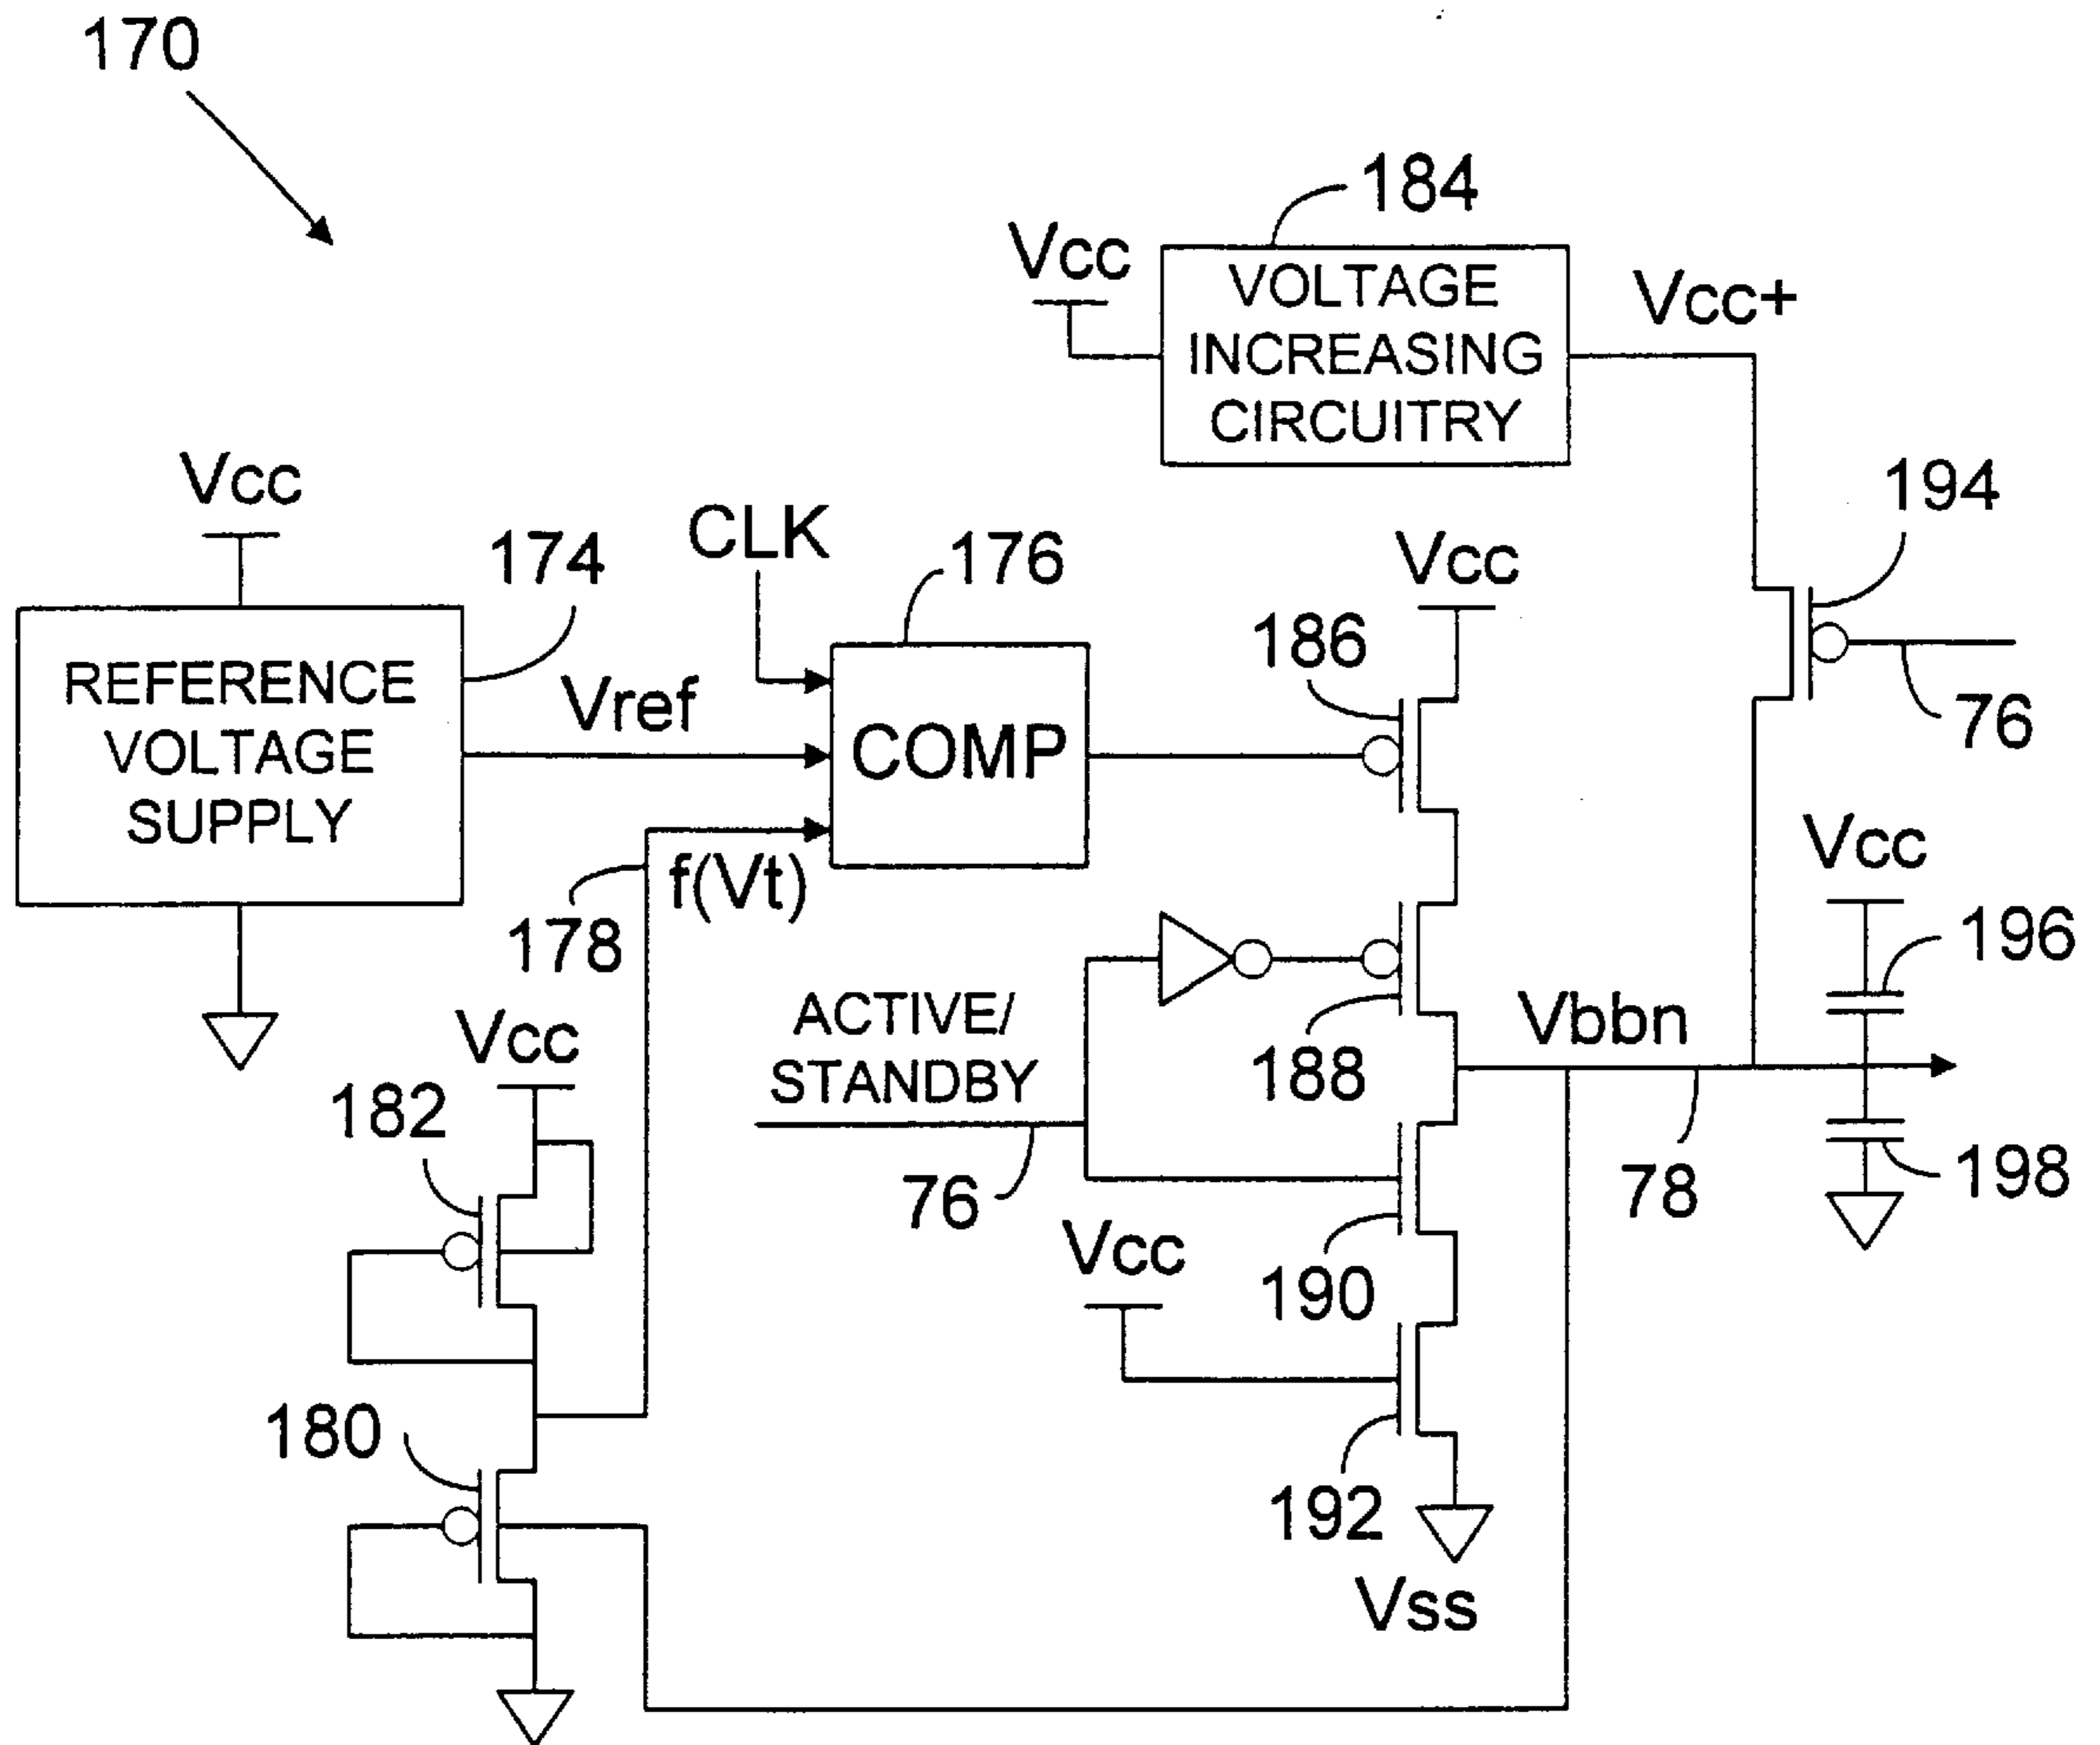 170
184
Vcc
VOLTAGE
INCREASING
CIRCUITRY
Vcc+
194
76
Vcc
174
REFERENCE
VOLTAGE
SUPPLY
Vref
CLK
176
COMP
f(Vt)
178
Vcc
186
188
ACTIVE/
STANDBY
76
Vbbn
78
Vcc
196
198
Vcc
182
180
Vcc
190
192
Vss